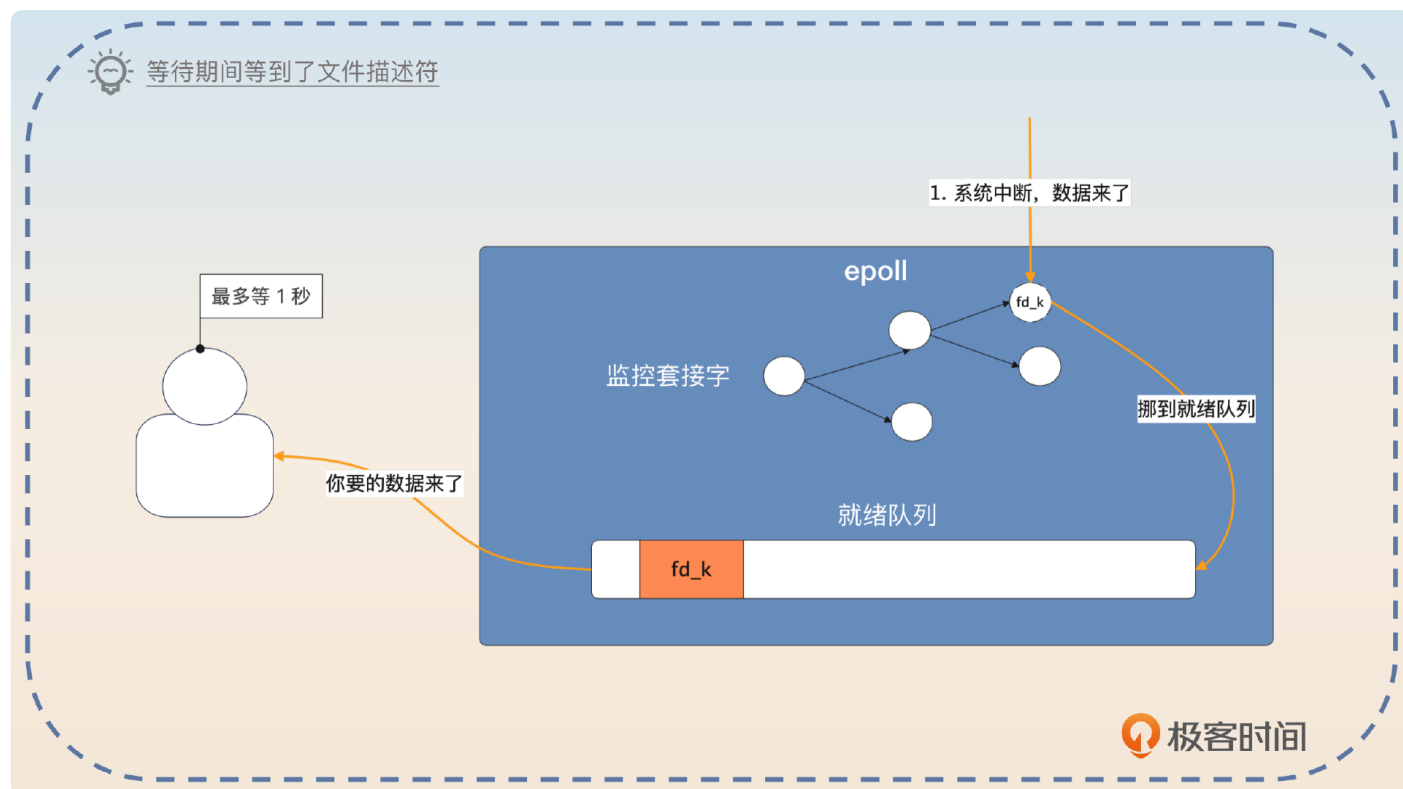 等待期间等到了文件描述符
1. 系统中断，数据来了
epoll
最多等 1 秒
fd_k
监控套接字
挪到就绪队列
你要的数据来了
就绪队列
fd_k
极客时间